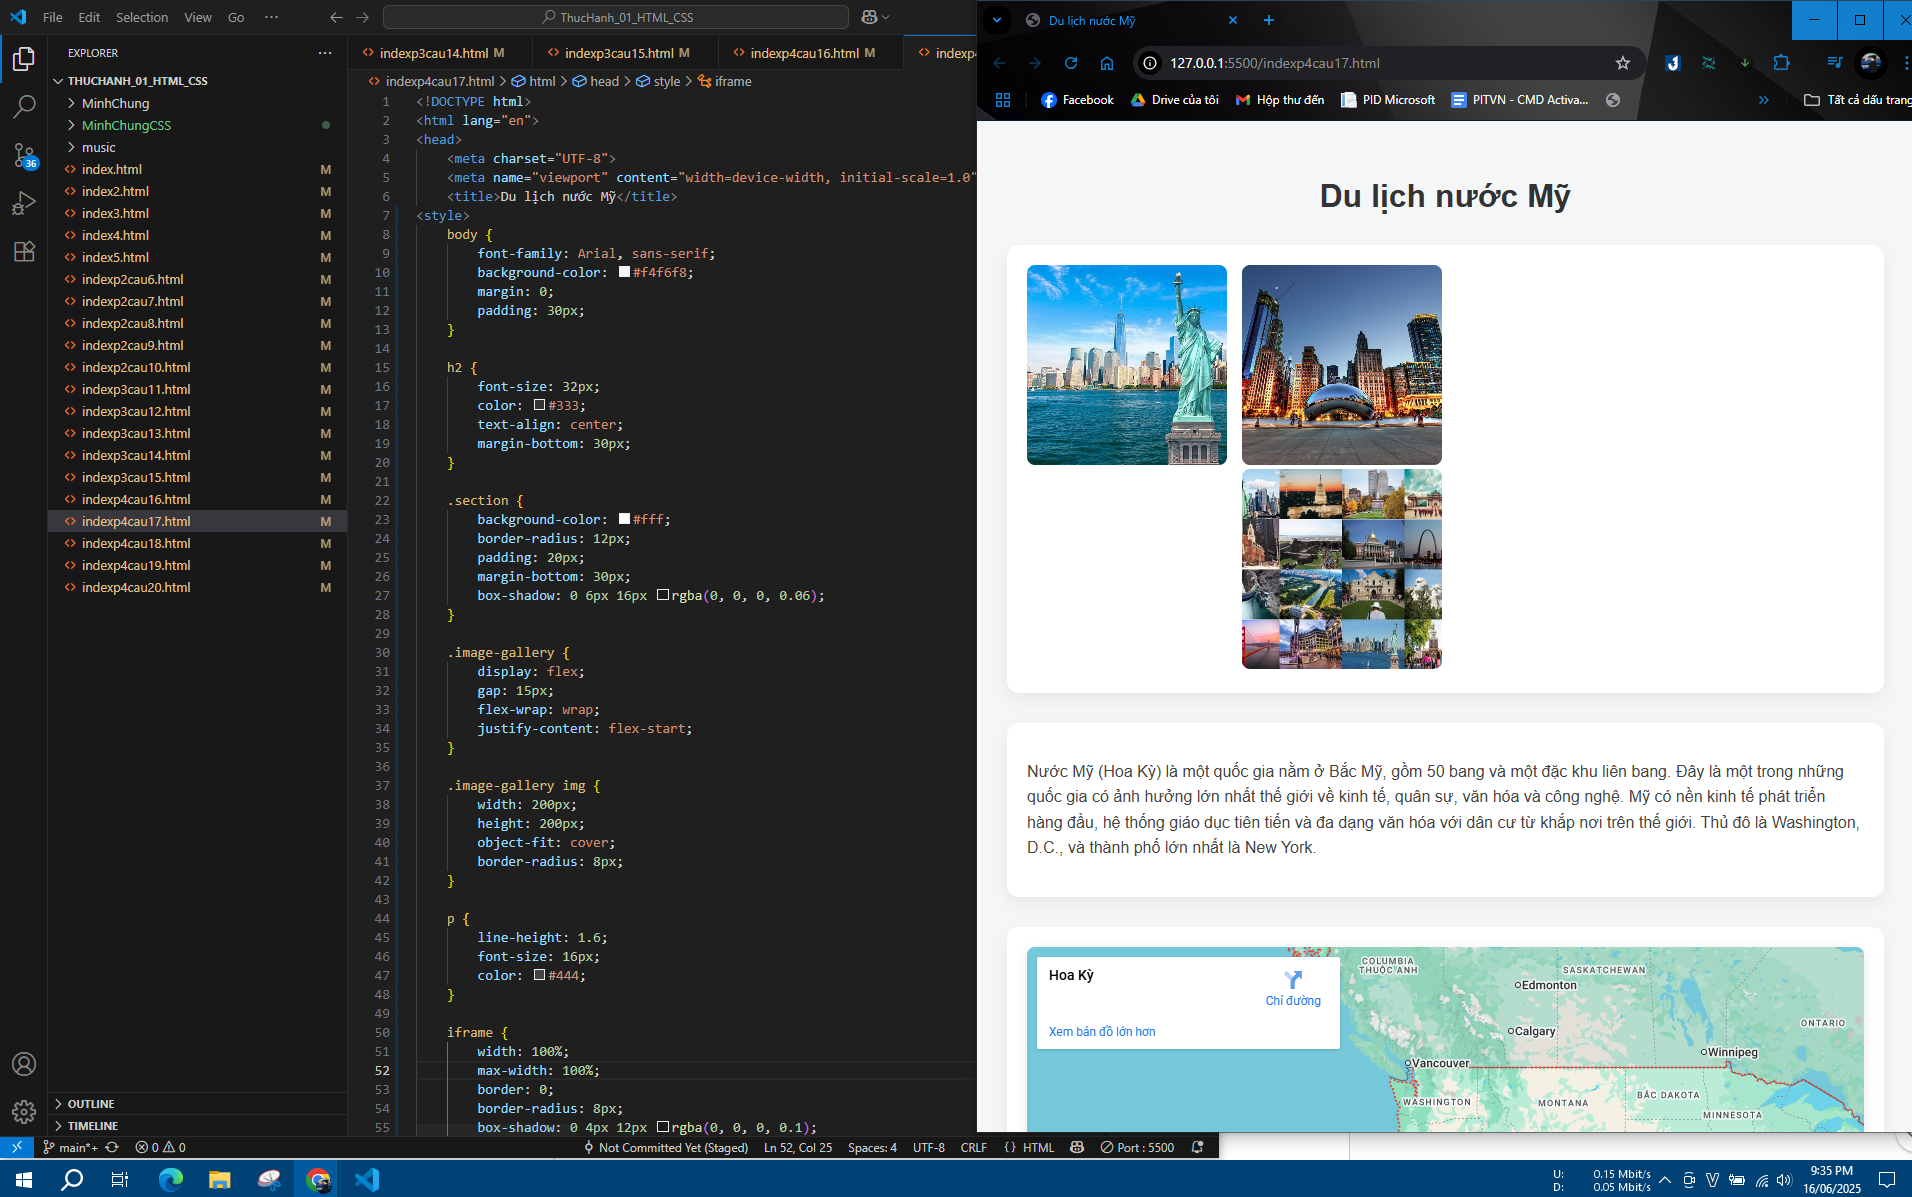 File Edit Selection View Go ··· ThucHanh_01_HTML_CSS
EXPLORER ···
THUCHANH_01_HTML_CSS
MinhChung
MinhChungCSS
music
index.html M
index2.html M
index3.html M
index4.html M
index5.html M
indexp2cau6.html M
indexp2cau7.html M
indexp2cau8.html M
indexp2cau9.html M
indexp2cau10.html M
indexp3cau11.html M
indexp3cau12.html M
indexp3cau13.html M
indexp3cau14.html M
indexp3cau15.html M
indexp4cau16.html M
indexp4cau17.html M
indexp4cau18.html M
indexp4cau19.html M
indexp4cau20.html M
36
OUTLINE
TIMELINE
indexp3cau14.html M indexp3cau15.html M indexp4cau16.html M indexp4
indexp4cau17.html > html > head > style > iframe
1 <!DOCTYPE html>
2 <html lang="en">
3 <head>
4 <meta charset="UTF-8">
5 <meta name="viewport" content="width=device-width, initial-scale=1.0"
6 <title>Du lịch nước Mỹ</title>
7 <style>
8 body {
9 font-family: Arial, sans-serif;
10 background-color: #f4f6f8;
11 margin: 0;
12 padding: 30px;
13 }
14
15 h2 {
16 font-size: 32px;
17 color: #333;
18 text-align: center;
19 margin-bottom: 30px;
20 }
21
22 .section {
23 background-color: #fff;
24 border-radius: 12px;
25 padding: 20px;
26 margin-bottom: 30px;
27 box-shadow: 0 6px 16px rgba(0, 0, 0, 0.06);
28 }
29
30 .image-gallery {
31 display: flex;
32 gap: 15px;
33 flex-wrap: wrap;
34 justify-content: flex-start;
35 }
36
37 .image-gallery img {
38 width: 200px;
39 height: 200px;
40 object-fit: cover;
41 border-radius: 8px;
42 }
43
44 p {
45 line-height: 1.6;
46 font-size: 16px;
47 color: #444;
48 }
49
50 iframe {
51 width: 100%;
52 max-width: 100%;
53 border: 0;
54 border-radius: 8px;
55 box-shadow: 0 4px 12px rgba(0, 0, 0, 0.1);
main*+ 0 0 Not Committed Yet (Staged) Ln 52, Col 25 Spaces: 4 UTF-8 CRLF {} HTML Port : 5500
Du lịch nước Mỹ
127.0.0.1:5500/indexp4cau17.html
Facebook Drive của tôi Hộp thư đến PID Microsoft PITVN - CMD Activa... » Tất cả dấu trang
Du lịch nước Mỹ
Nước Mỹ (Hoa Kỳ) là một quốc gia nằm ở Bắc Mỹ, gồm 50 bang và một đặc khu liên bang. Đây là một trong những
quốc gia có ảnh hưởng lớn nhất thế giới về kinh tế, quân sự, văn hóa và công nghệ. Mỹ có nền kinh tế phát triển
hàng đầu, hệ thống giáo dục tiên tiến và đa dạng văn hóa với dân cư từ khắp nơi trên thế giới. Thủ đô là Washington,
D.C., và thành phố lớn nhất là New York.
Hoa Kỳ
Chỉ đường
Xem bản đồ lớn hơn
COLUMBIA
THUỘC ANH
SASKATCHEWAN
Edmonton
Calgary
ONTARIO
Vancouver
Winnipeg
WASHINGTON
MONTANA
BẮC DAKOTA
MINNESOTA
U: 0.15 Mbit/s
D: 0.05 Mbit/s
9:35 PM
16/06/2025